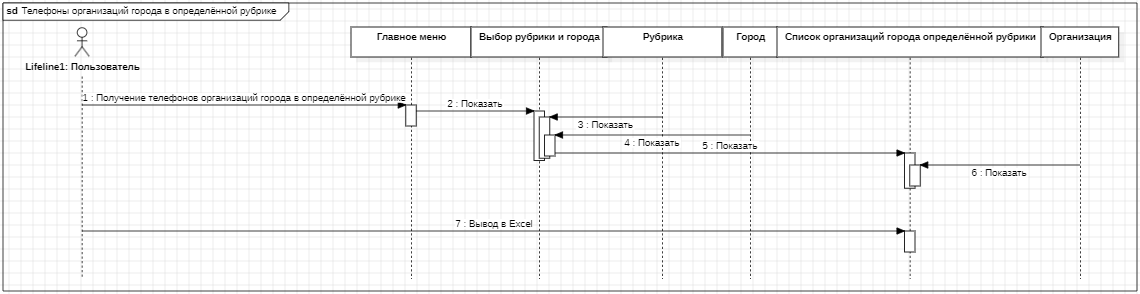 sd Телефоны организаций города в определённой рубрике
Lifeline1: Пользователь
Главное меню
Выбор рубрики и города
Рубрика
Город
Список организаций города определённой рубрики
Организация
1 : Получение телефонов организаций города в определённой рубрике
2 : Показать
3 : Показать
4 : Показать
5 : Показать
6 : Показать
7 : Вывод в Excel